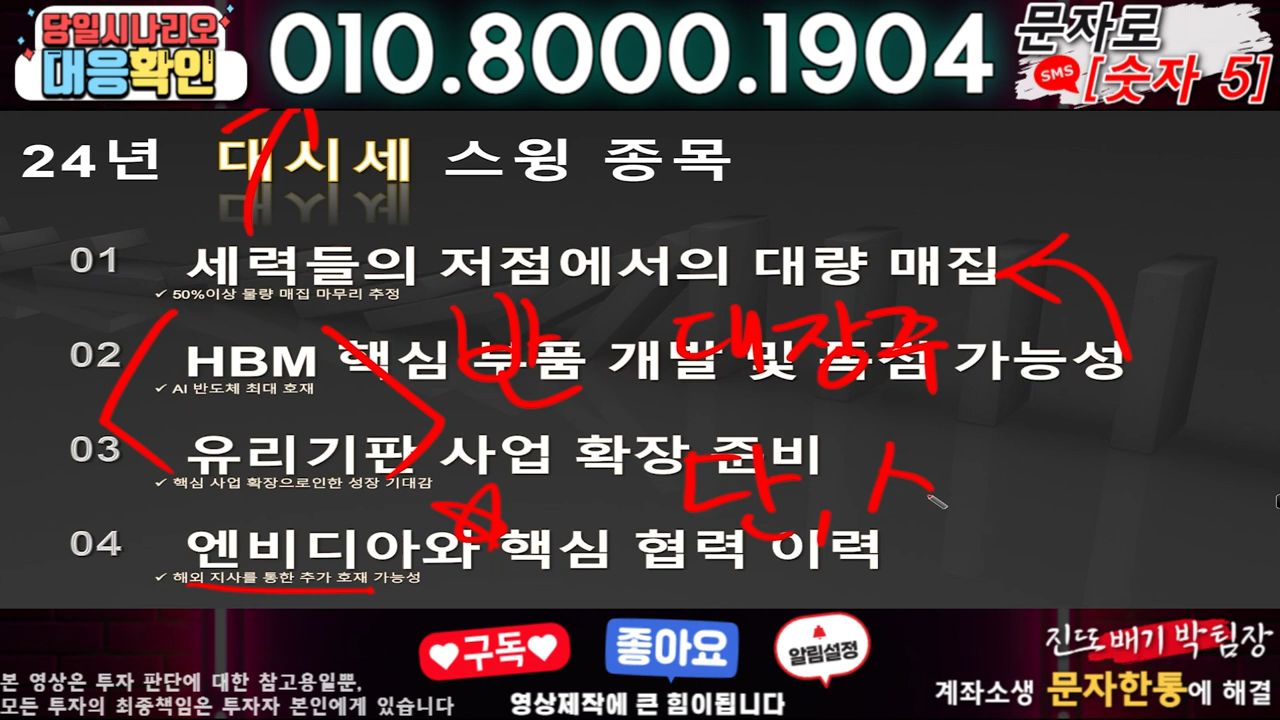 당일시나리오
대응확인
010.8000.1904
문자로
SMS [숫자 5]
24년 대시세 스윙 종목
01 세력들의 저점에서의 대량 매집
✓ 50%이상 물량 매집 마무리 추정
02 HBM 핵심 부품 개발 및 독점 가능성
✓ AI 반도체 최대 호재
반 대장주
03 유리기판 사업 확장 준비
✓ 핵심 사업 확장으로인한 성장 기대감
단, 스
04 엔비디아와 핵심 협력 이력
✓ 해외 지사를 통한 추가 호재 가능성
구독
좋아요
알림설정
영상제작에 큰 힘이됩니다
본 영상은 투자 판단에 대한 참고용일뿐,
모든 투자의 최종책임은 투자자 본인에게 있습니다
진또배기 박팀장
계좌소생 문자한통에 해결